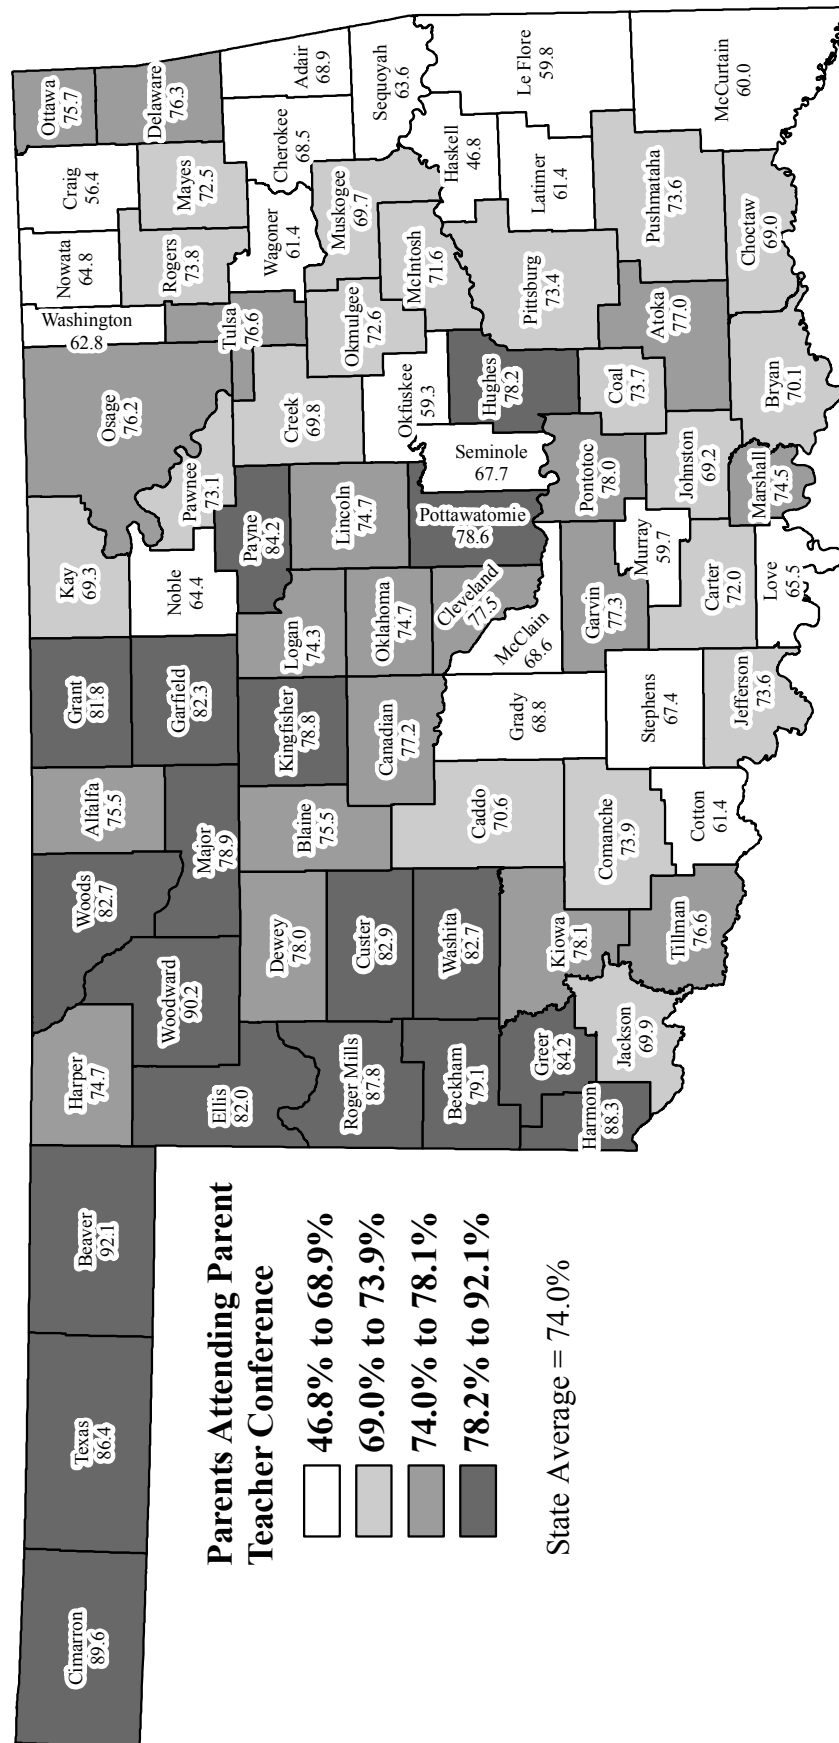 Cimarron
89.6
Texas
86.4
Beaver
92.1
Harper
74.7
Woods
82.7
Alfalfa
75.5
Grant
81.8
Kay
69.3
Osage
76.2
Washington
62.8
Nowata
64.8
Craig
56.4
Ottawa
75.7
Delaware
76.3
Ellis
82.0
Woodward
90.2
Major
78.9
Garfield
82.3
Noble
64.4
Pawnee
73.1
Rogers
73.8
Mayes
72.5
Tulsa
76.6
Payne
84.2
Creek
69.8
Wagoner
61.4
Cherokee
68.5
Adair
68.9
Dewey
78.0
Blaine
75.5
Kingfisher
78.8
Logan
74.3
Lincoln
74.7
Okmulgee
72.6
Muskogee
69.7
Sequoyah
63.6
Roger Mills
87.8
Custer
82.9
Canadian
77.2
Oklahoma
74.7
Okfuskee
59.3
McIntosh
71.6
Haskell
46.8
Beckham
79.1
Washita
82.7
Caddo
70.6
Grady
68.8
McClain
68.6
Cleveland
77.5
Pottawatomie
78.6
Seminole
67.7
Hughes
78.2
Pittsburg
73.4
Latimer
61.4
Le Flore
59.8
Harmon
88.3
Greer
84.2
Kiowa
78.1
Jackson
69.9
Tillman
76.6
Comanche
73.9
Cotton
61.4
Stephens
67.4
Jefferson
73.6
Garvin
77.3
Murray
59.7
Carter
72.0
Love
65.5
Pontotoc
78.0
Johnston
69.2
Marshall
74.5
Coal
73.7
Atoka
77.0
Bryan
70.1
Pushmataha
73.6
Choctaw
69.0
McCurtain
60.0
Parents Attending Parent
Teacher Conference
46.8% to 68.9%
69.0% to 73.9%
74.0% to 78.1%
78.2% to 92.1%
State Average = 74.0%